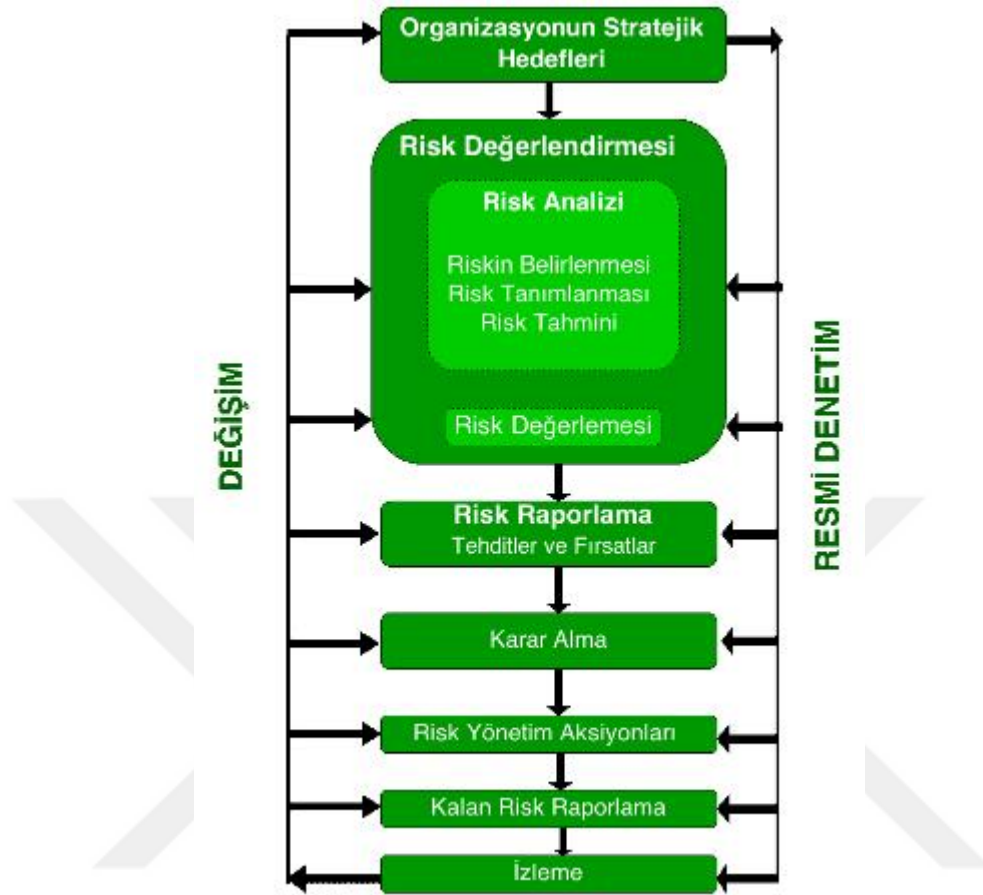 Organizasyonun Stratejik
Hedefleri
Risk Değerlendirmesi
Risk Analizi
Riskin Belirlenmesi
Risk Tanımlanması
Risk Tahmini
Risk Değerlemesi
Risk Raporlama
Tehditler ve Fırsatlar
Karar Alma
Risk Yönetim Aksiyonları
Kalan Risk Raporlama
İzleme
DEĞİŞİM
RESMİ DENETİM